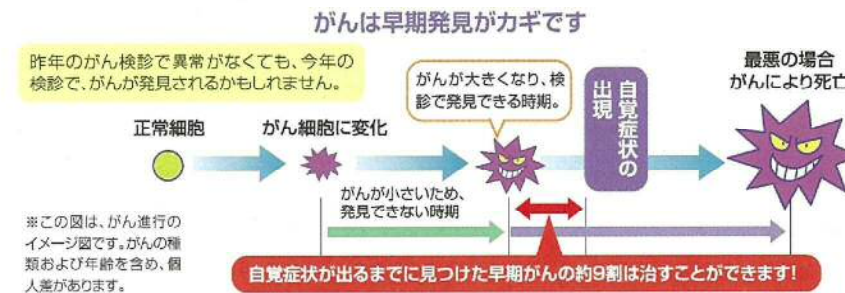 がんは早期発見がカギです
昨年のがん検診で異常がなくても、今年の
検診で、がんが発見されるかもしれません。
がんが大きくなり、検
診で発見できる時期。
自覚症状の
出現
最悪の場合
がんにより死亡
正常細胞
がん細胞に変化
がんが小さいため、
発見できない時期
※この図は、がん進行の
イメージ図です。がんの種
類および年齢を含め、個
人差があります。
自覚症状が出るまでに見つけた早期がんの約9割は治すことができます!